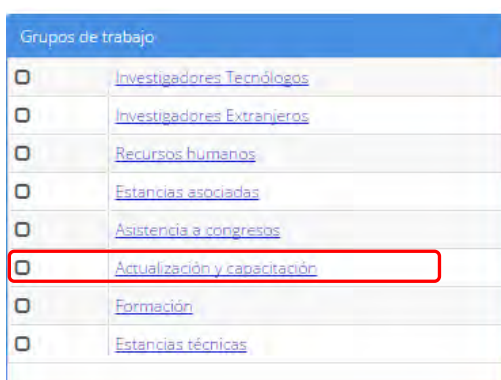 Grupos de trabajo
Investigadores Tecnólogos
Investigadores Extranjeros
Recursos humanos
Estancias asociadas
Asistencia a congresos
Actualización y capacitación
Formación
Estancias técnicas